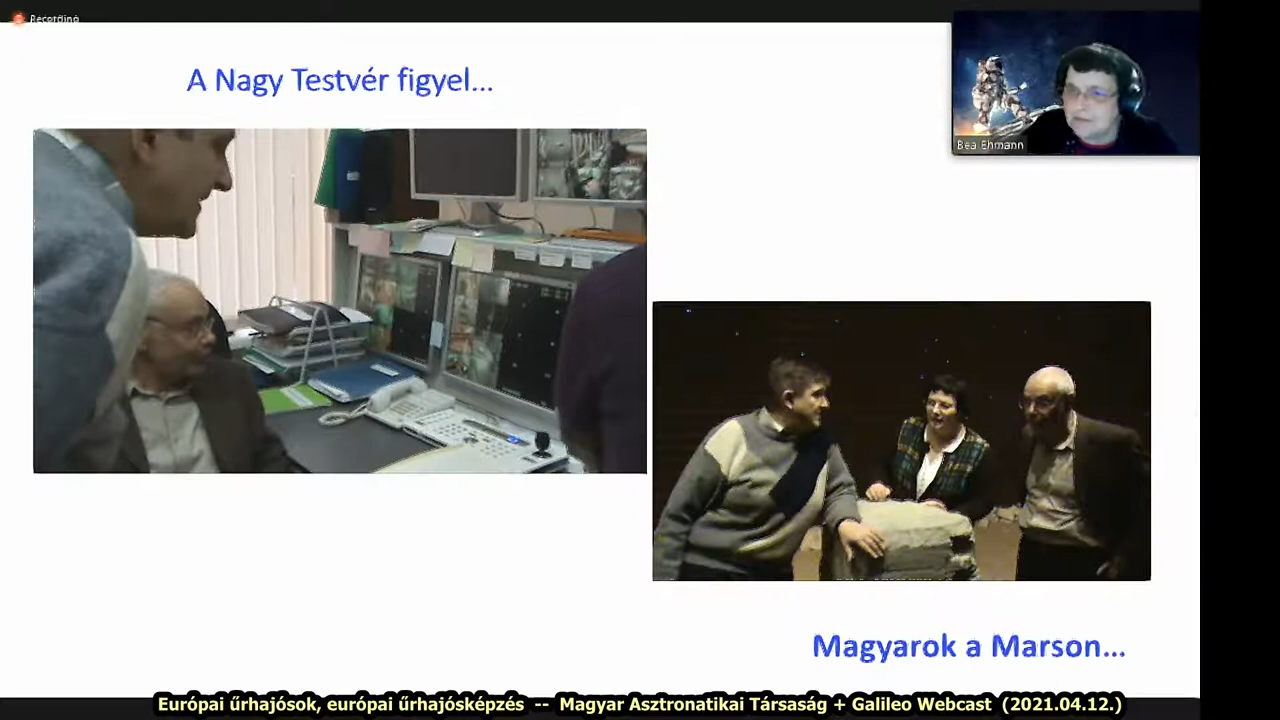 Recording
A Nagy Testvér figyel...
Bea Ehmann
Magyarok a Marson...
Európai űrhajósok, európai űrhajósképzés -- Magyar Asztronatikai Társaság + Galileo Webcast (2021.04.12.)